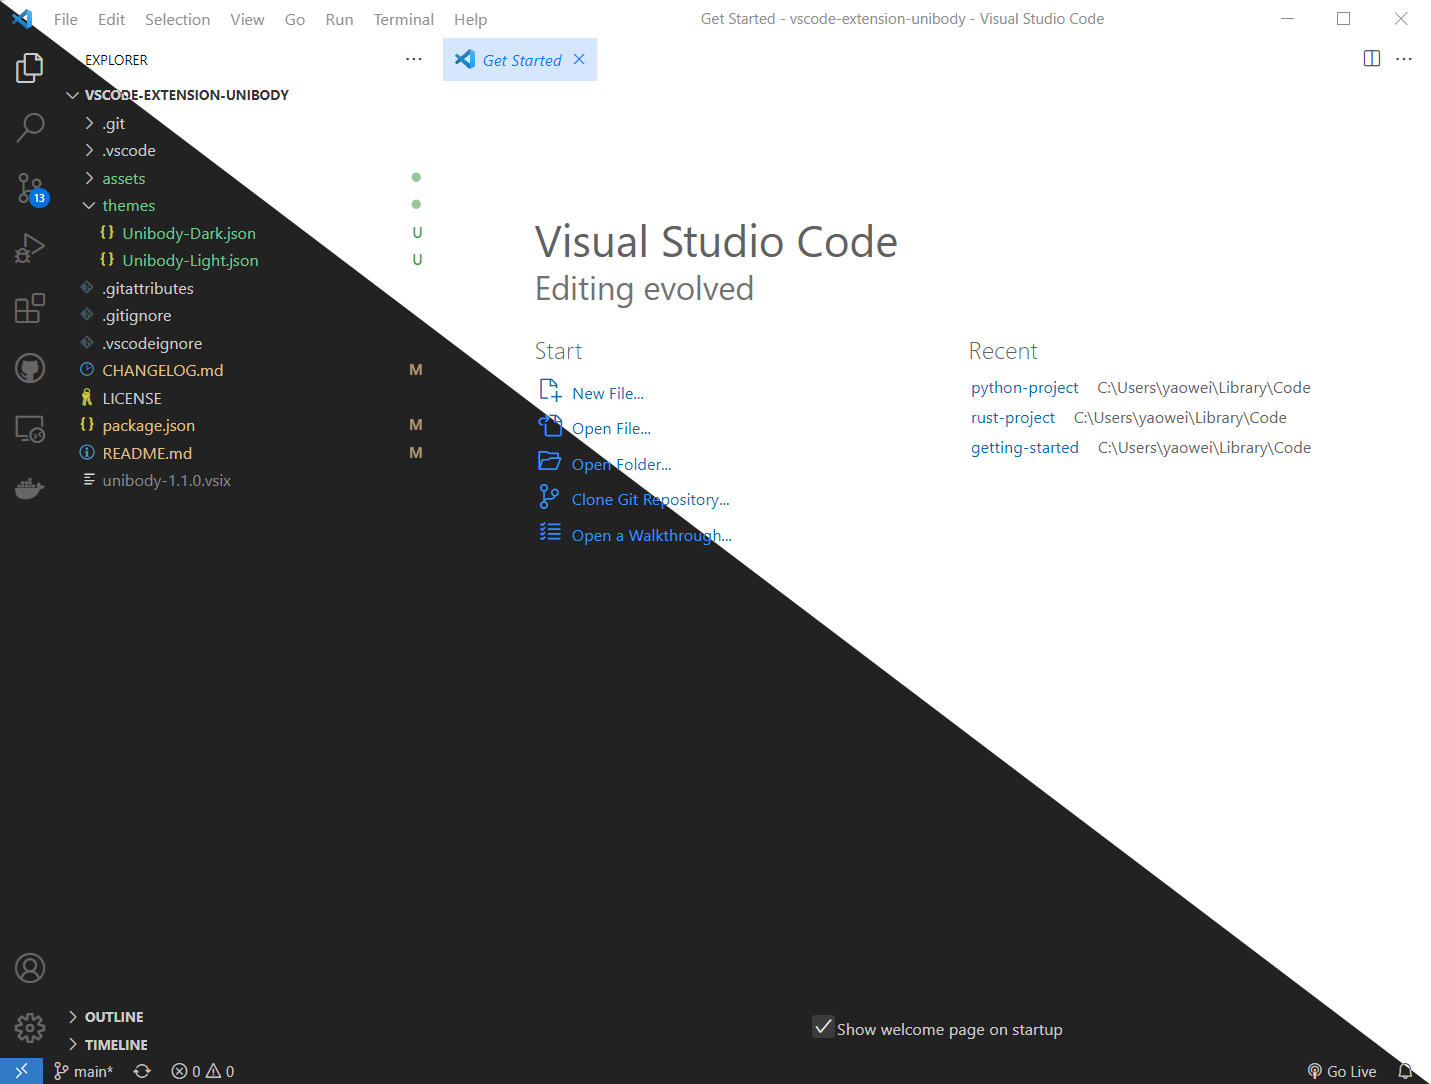 File Edit Selection View Go Run Terminal Help Get Started - vscode-extension-unibody - Visual Studio Code
EXPLORER
Get Started
VSCODE-EXTENSION-UNIBODY
.git
.vscode
assets
themes
{} Unibody-Dark.json U
{} Unibody-Light.json U
.gitattributes
.gitignore
.vscodeignore
CHANGELOG.md M
LICENSE
{} package.json M
README.md M
unibody-1.1.0.vsix
13
Visual Studio Code
Editing evolved
Start
New File...
Open File...
Open Folder...
Clone Git Repository...
Open a Walkthrough...
Recent
python-project C:\Users\yaowei\Library\Code
rust-project C:\Users\yaowei\Library\Code
getting-started C:\Users\yaowei\Library\Code
OUTLINE
TIMELINE
Show welcome page on startup
main* 0 0 Go Live